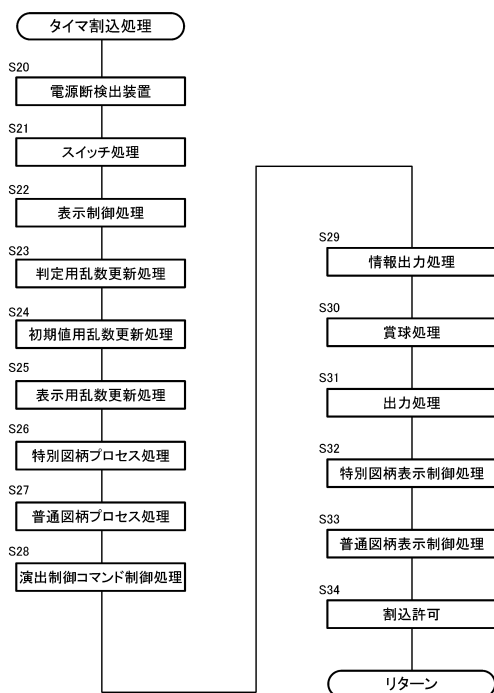 タイマ割込処理
S20
電源断検出装置
S21
スイッチ処理
S22
表示制御処理
S23
判定用乱数更新処理
S24
初期値用乱数更新処理
S25
表示用乱数更新処理
S26
特別図柄プロセス処理
S27
普通図柄プロセス処理
S28
演出制御コマンド制御処理
S29
情報出力処理
S30
賞球処理
S31
出力処理
S32
特別図柄表示制御処理
S33
普通図柄表示制御処理
S34
割込許可
リターン